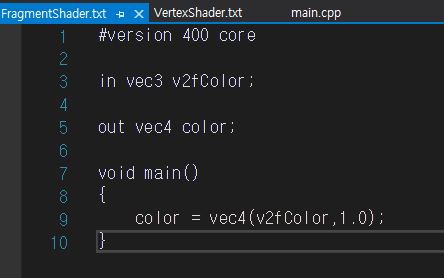 FragmentShader.txt VertexShader.txt main.cpp
1 #version 400 core
2
3 in vec3 v2fColor;
4
5 out vec4 color;
6
7 void main()
8 {
9 color = vec4(v2fColor,1.0);
10 }